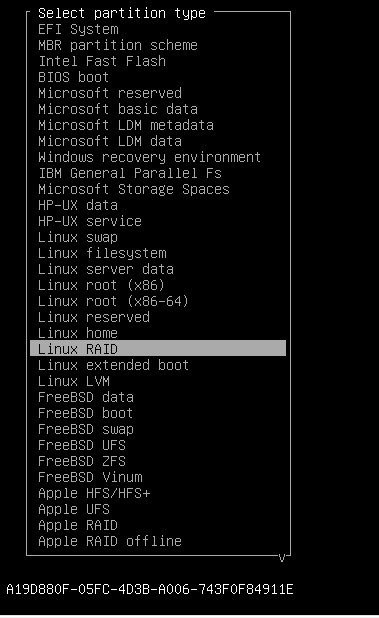 Select partition type
EFI System
MBR partition scheme
Intel Fast Flash
BIOS boot
Microsoft reserved
Microsoft basic data
Microsoft LDM metadata
Microsoft LDM data
Windows recovery environment
IBM General Parallel Fs
Microsoft Storage Spaces
HP-UX data
HP-UX service
Linux swap
Linux filesystem
Linux server data
Linux root (x86)
Linux root (x86-64)
Linux reserved
Linux home
Linux RAID
Linux extended boot
Linux LVM
FreeBSD data
FreeBSD boot
FreeBSD swap
FreeBSD UFS
FreeBSD ZFS
FreeBSD Vinum
Apple HFS/HFS+
Apple UFS
Apple RAID
Apple RAID offline
v
A19D880F-05FC-4D3B-A006-743F0F84911E